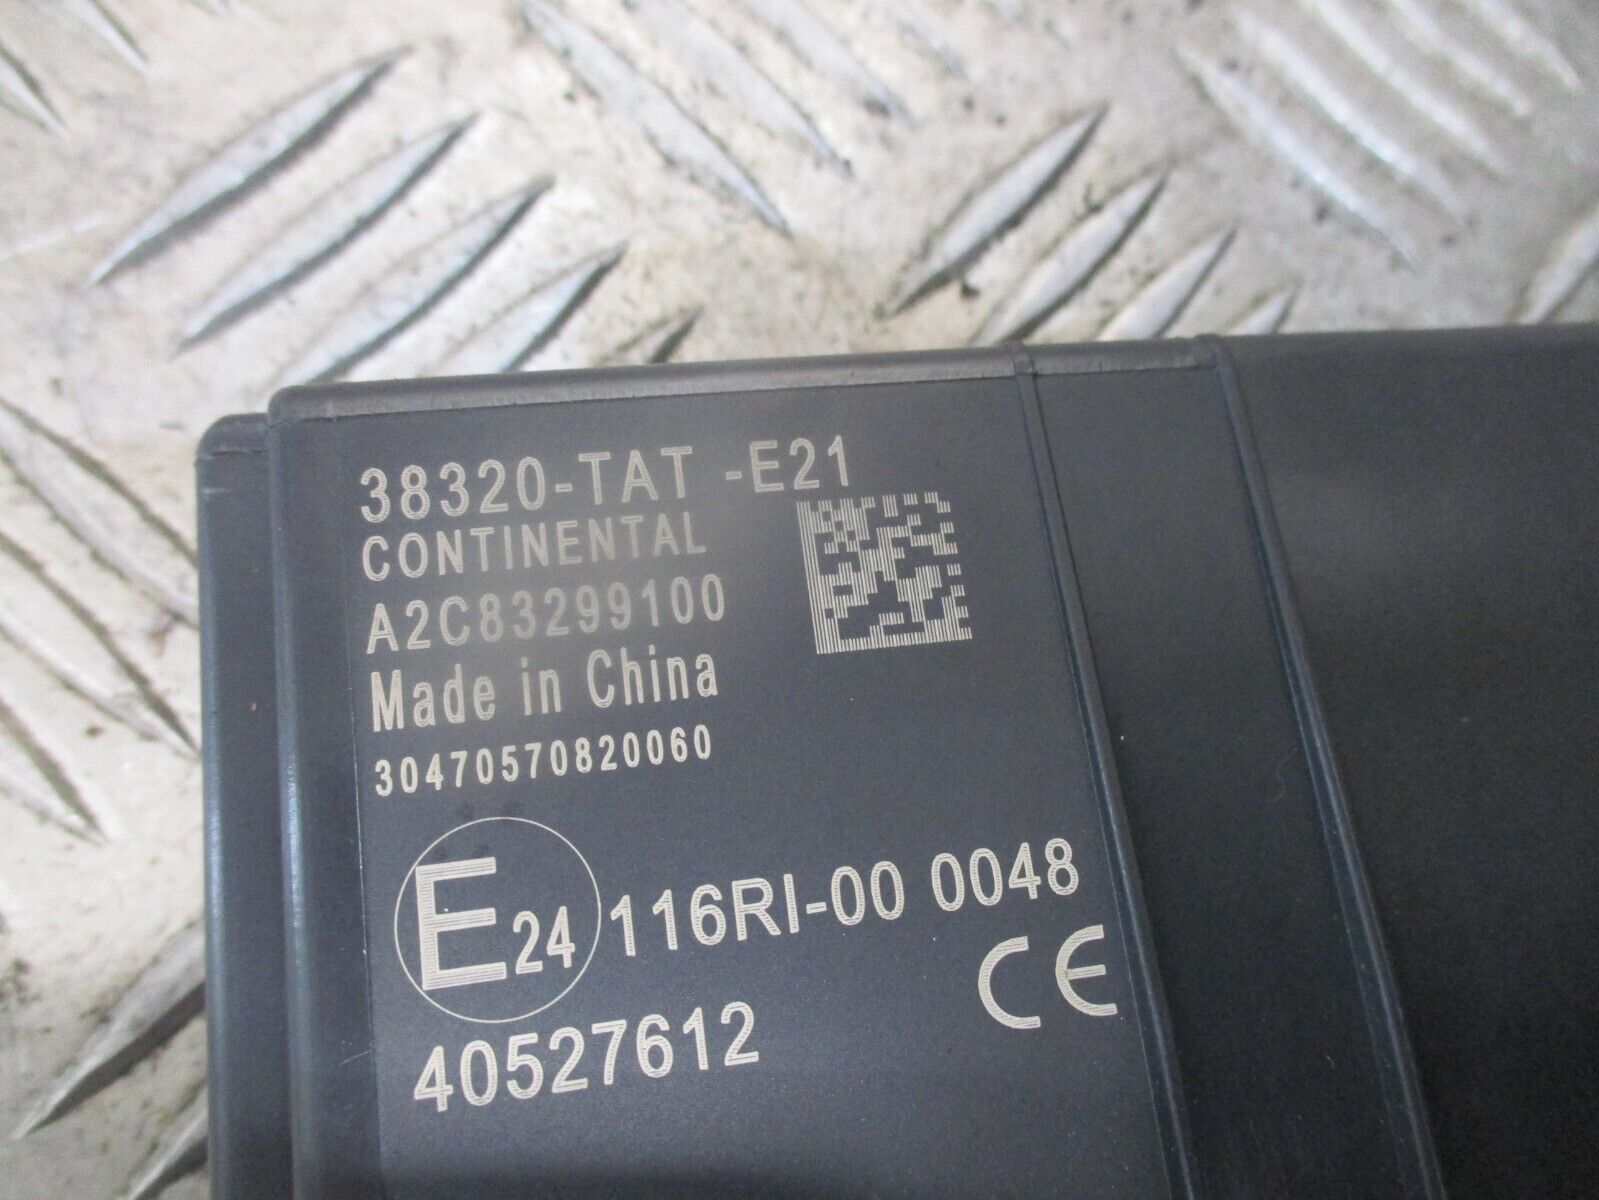 38320-TAT -E21
CONTINENTAL
A2C83299100
Made in China
30470570820060
E24 116RI-00 0048
CE
40527612